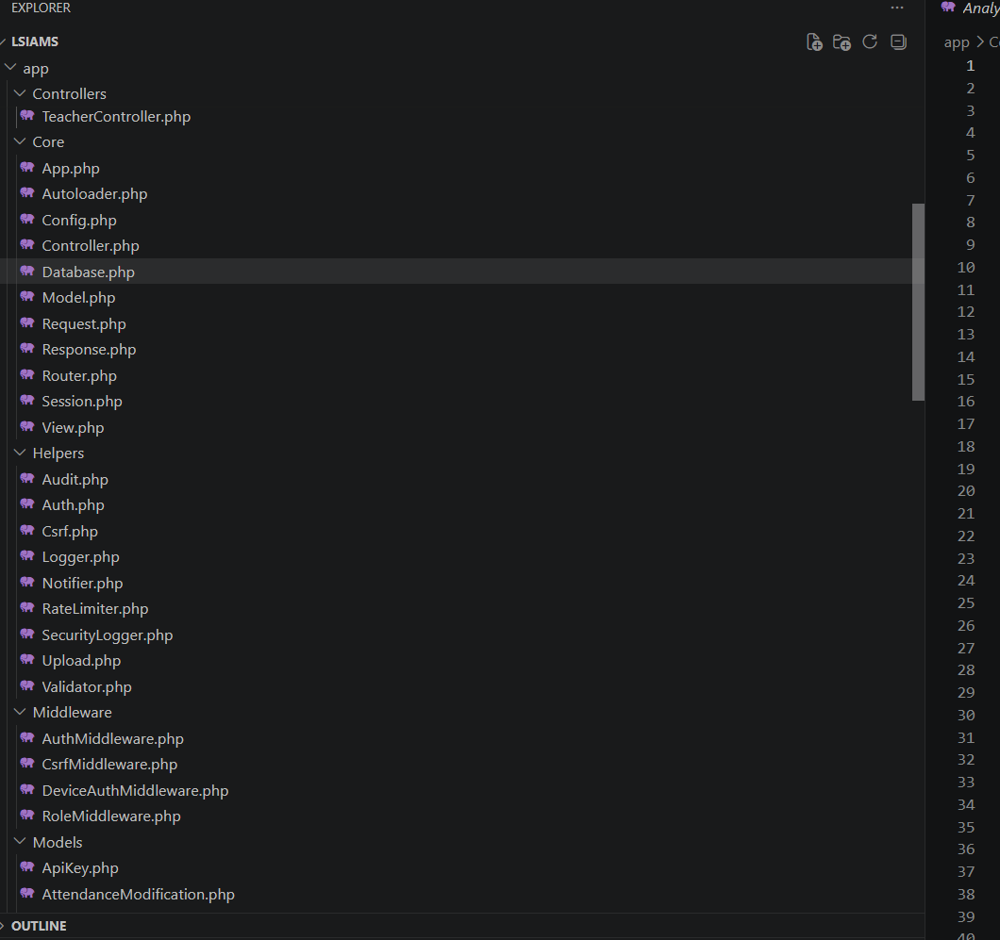 EXPLORER
LSIAMS
app
Controllers
TeacherController.php
Core
App.php
Autoloader.php
Config.php
Controller.php
Database.php
Model.php
Request.php
Response.php
Router.php
Session.php
View.php
Helpers
Audit.php
Auth.php
Csrf.php
Logger.php
Notifier.php
RateLimiter.php
SecurityLogger.php
Upload.php
Validator.php
Middleware
AuthMiddleware.php
CsrfMiddleware.php
DeviceAuthMiddleware.php
RoleMiddleware.php
Models
ApiKey.php
AttendanceModification.php
OUTLINE
Analy
app > C
1
2
3
4
5
6
7
8
9
10
11
12
13
14
15
16
17
18
19
20
21
22
23
24
25
26
27
28
29
30
31
32
33
34
35
36
37
38
39
40